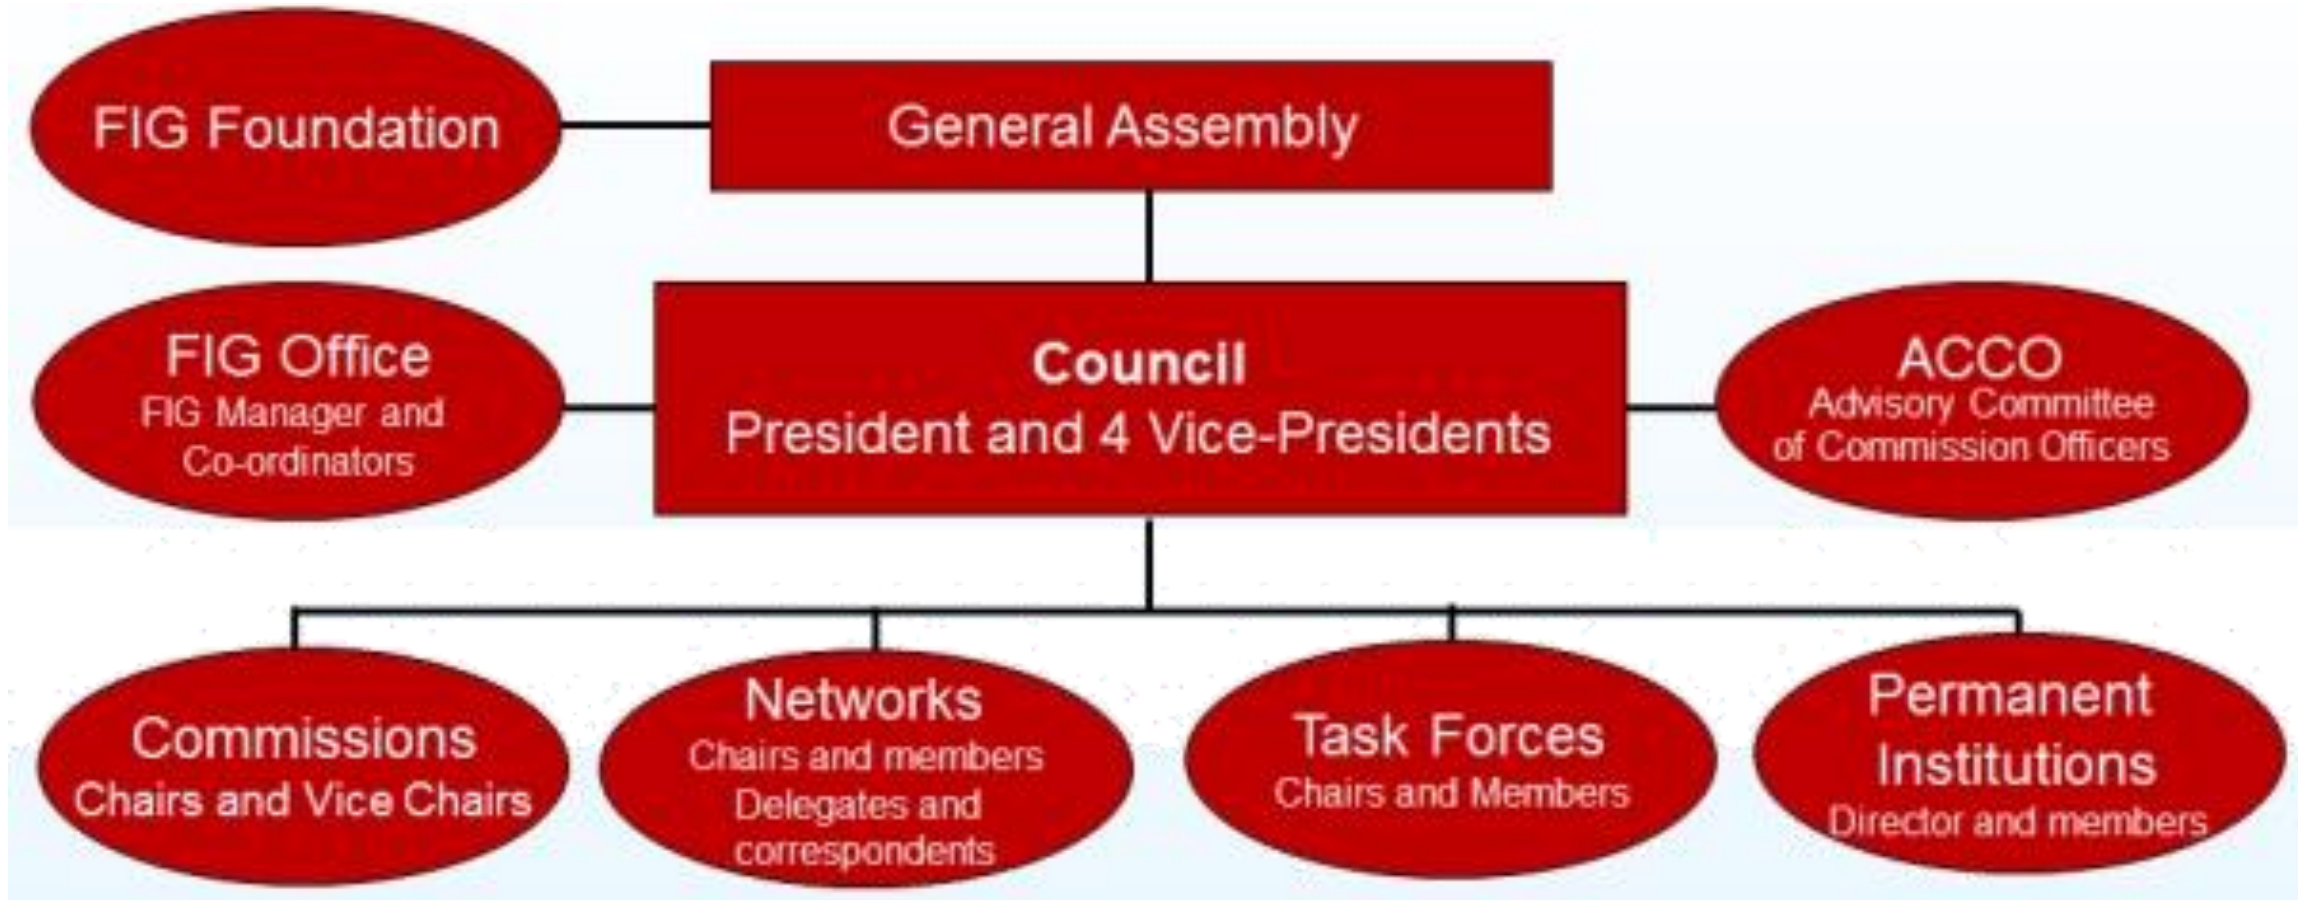 FIG Foundation
General Assembly
FIG Office
FIG Manager and
Co-ordinators
Council
President and 4 Vice-Presidents
ACCO
Advisory Committee
of Commission Officers
Commissions
Chairs and Vice Chairs
Networks
Chairs and members
Delegates and
correspondents
Task Forces
Chairs and Members
Permanent
Institutions
Director and members